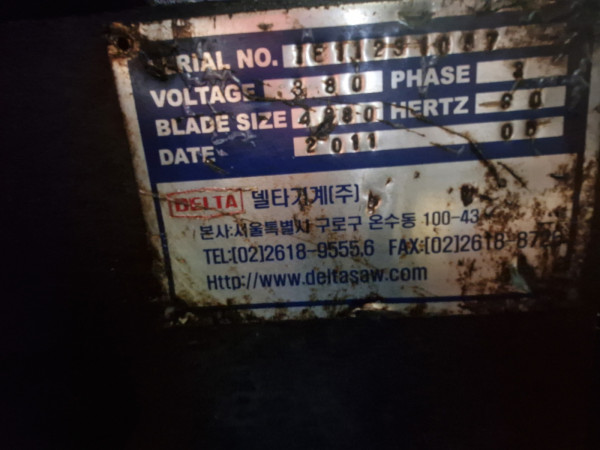 RIAL NO.
VOLTAGE 380 PHASE 3
BLADE SIZE HERTZ 60
DATE 2011
DELTA 델타기계(주)
본사:서울특별시 구로구 온수동 100-43
TEL:(02)2618-9555.6 FAX:(02)2618-8726
Http://www.deltasaw.com